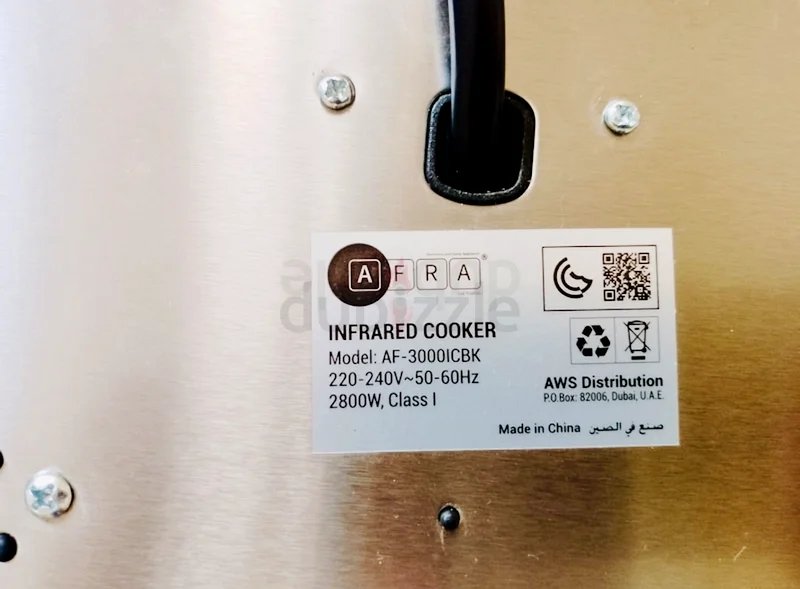 AFRA®
INFRARED COOKER
Model: AF-3000ICBK
220-240V~50-60Hz
2800W, Class I
AWS Distribution
P.O.Box: 82006, Dubai, U.A.E.
Made in China صنع في الصين
dubizzle